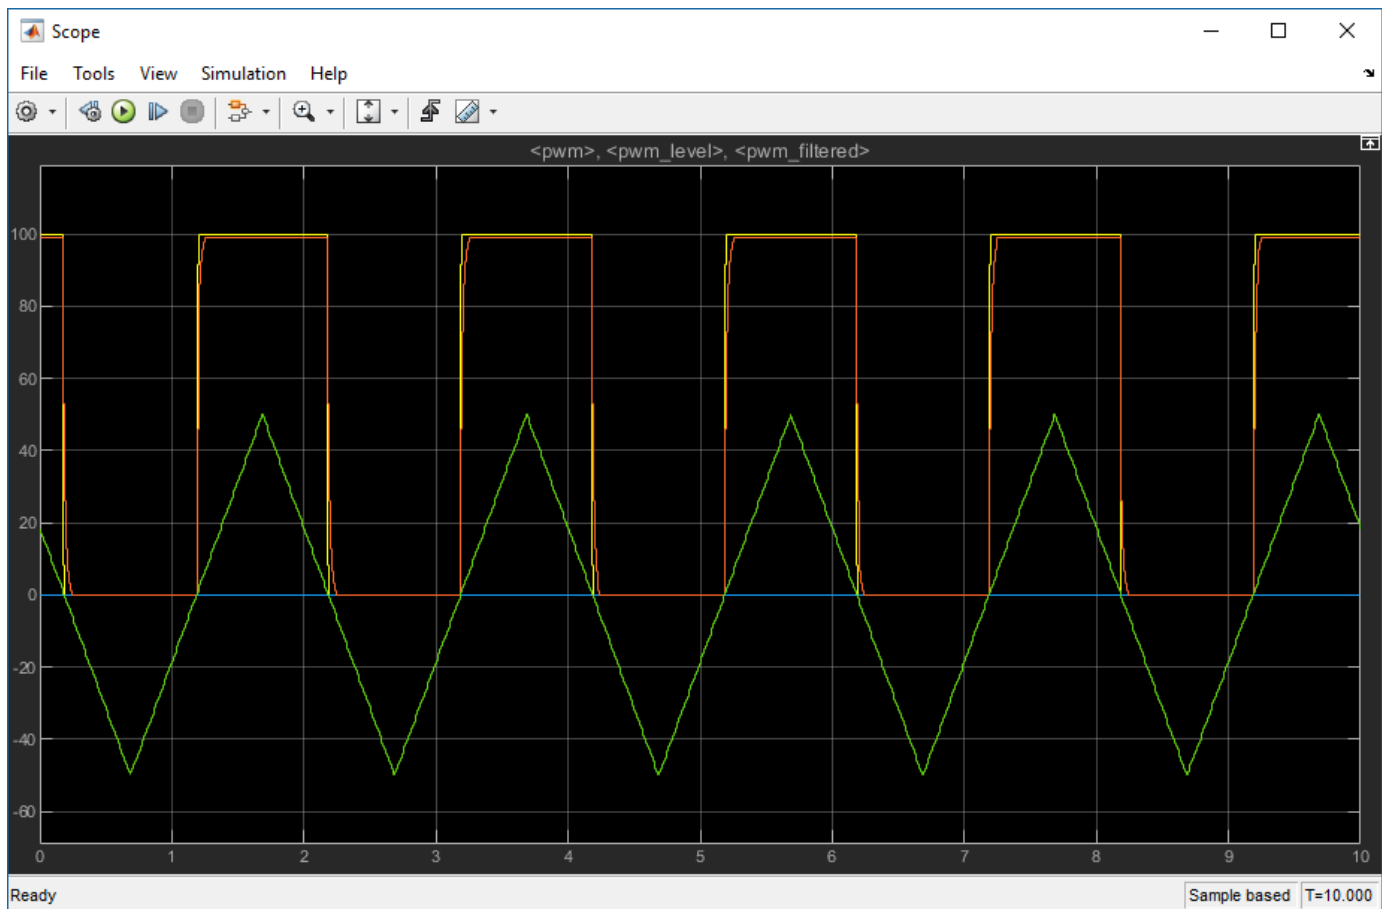 Scope
File Tools View Simulation Help
<pwm>, <pwm_level>, <pwm_filtered>
100
80
60
40
20
0
-20
-40
-60
0 1 2 3 4 5 6 7 8 9 10
Ready Sample based T=10.000